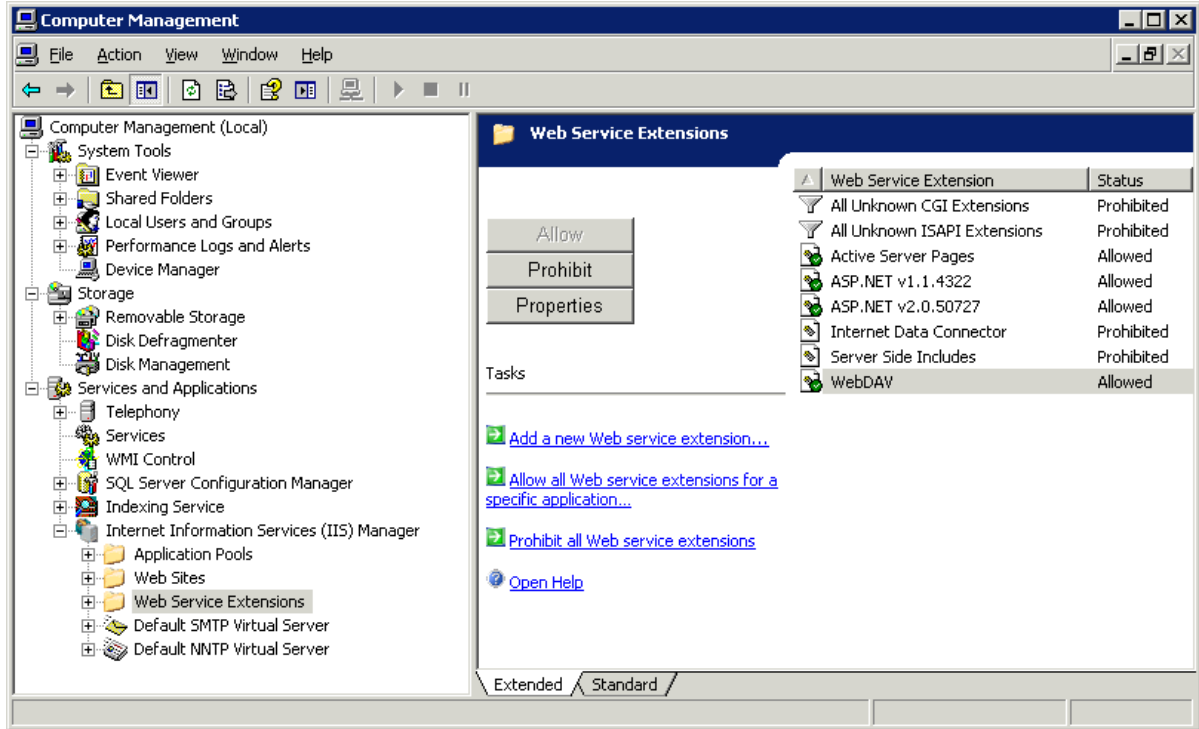 Computer Management
File Action View Window Help
Computer Management (Local)
System Tools
Event Viewer
Shared Folders
Local Users and Groups
Performance Logs and Alerts
Device Manager
Storage
Removable Storage
Disk Defragmenter
Disk Management
Services and Applications
Telephony
Services
WMI Control
SQL Server Configuration Manager
Indexing Service
Internet Information Services (IIS) Manager
Application Pools
Web Sites
Web Service Extensions
Default SMTP Virtual Server
Default NNTP Virtual Server
Web Service Extensions
Allow
Prohibit
Properties
Tasks
Add a new Web service extension...
Allow all Web service extensions for a
specific application...
Prohibit all Web service extensions
Open Help
Web Service Extension Status
All Unknown CGI Extensions Prohibited
All Unknown ISAPI Extensions Prohibited
Active Server Pages Allowed
ASP.NET v1.1.4322 Allowed
ASP.NET v2.0.50727 Allowed
Internet Data Connector Prohibited
Server Side Includes Prohibited
WebDAV Allowed
Extended Standard